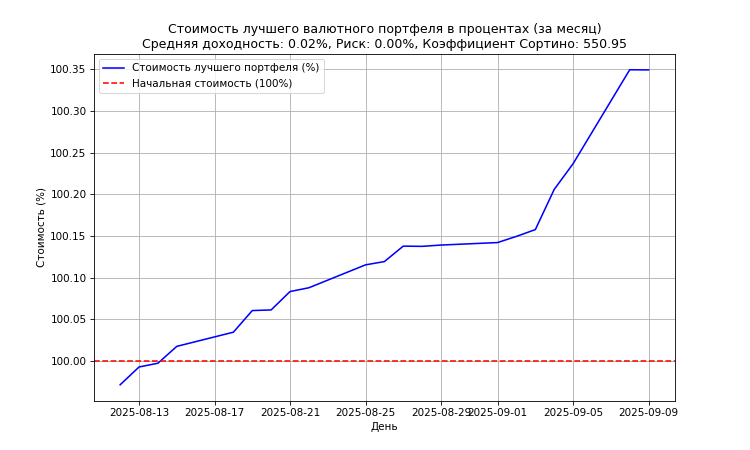 Стоимость лучшего валютного портфеля в процентах (за месяц)
Средняя доходность: 0.02%, Риск: 0.00%, Коэффициент Сортино: 550.95
Стоимость лучшего портфеля (%)
Начальная стоимость (100%)
Стоимость (%)
100.35
100.30
100.25
100.20
100.15
100.10
100.05
100.00
2025-08-13 2025-08-17 2025-08-21 2025-08-25 2025-08-29 2025-09-01 2025-09-05 2025-09-09
День